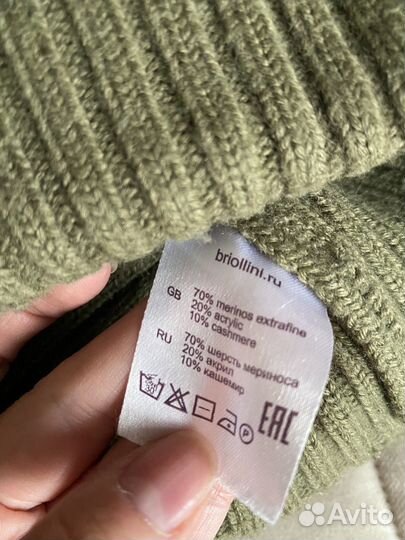 briollini.ru
GB 70% merinos extrafine
20% acrylic
10% cashmere
RU 70% шерсть мериноса
20% акрил
10% кашемир
30
P
EAC
Avito